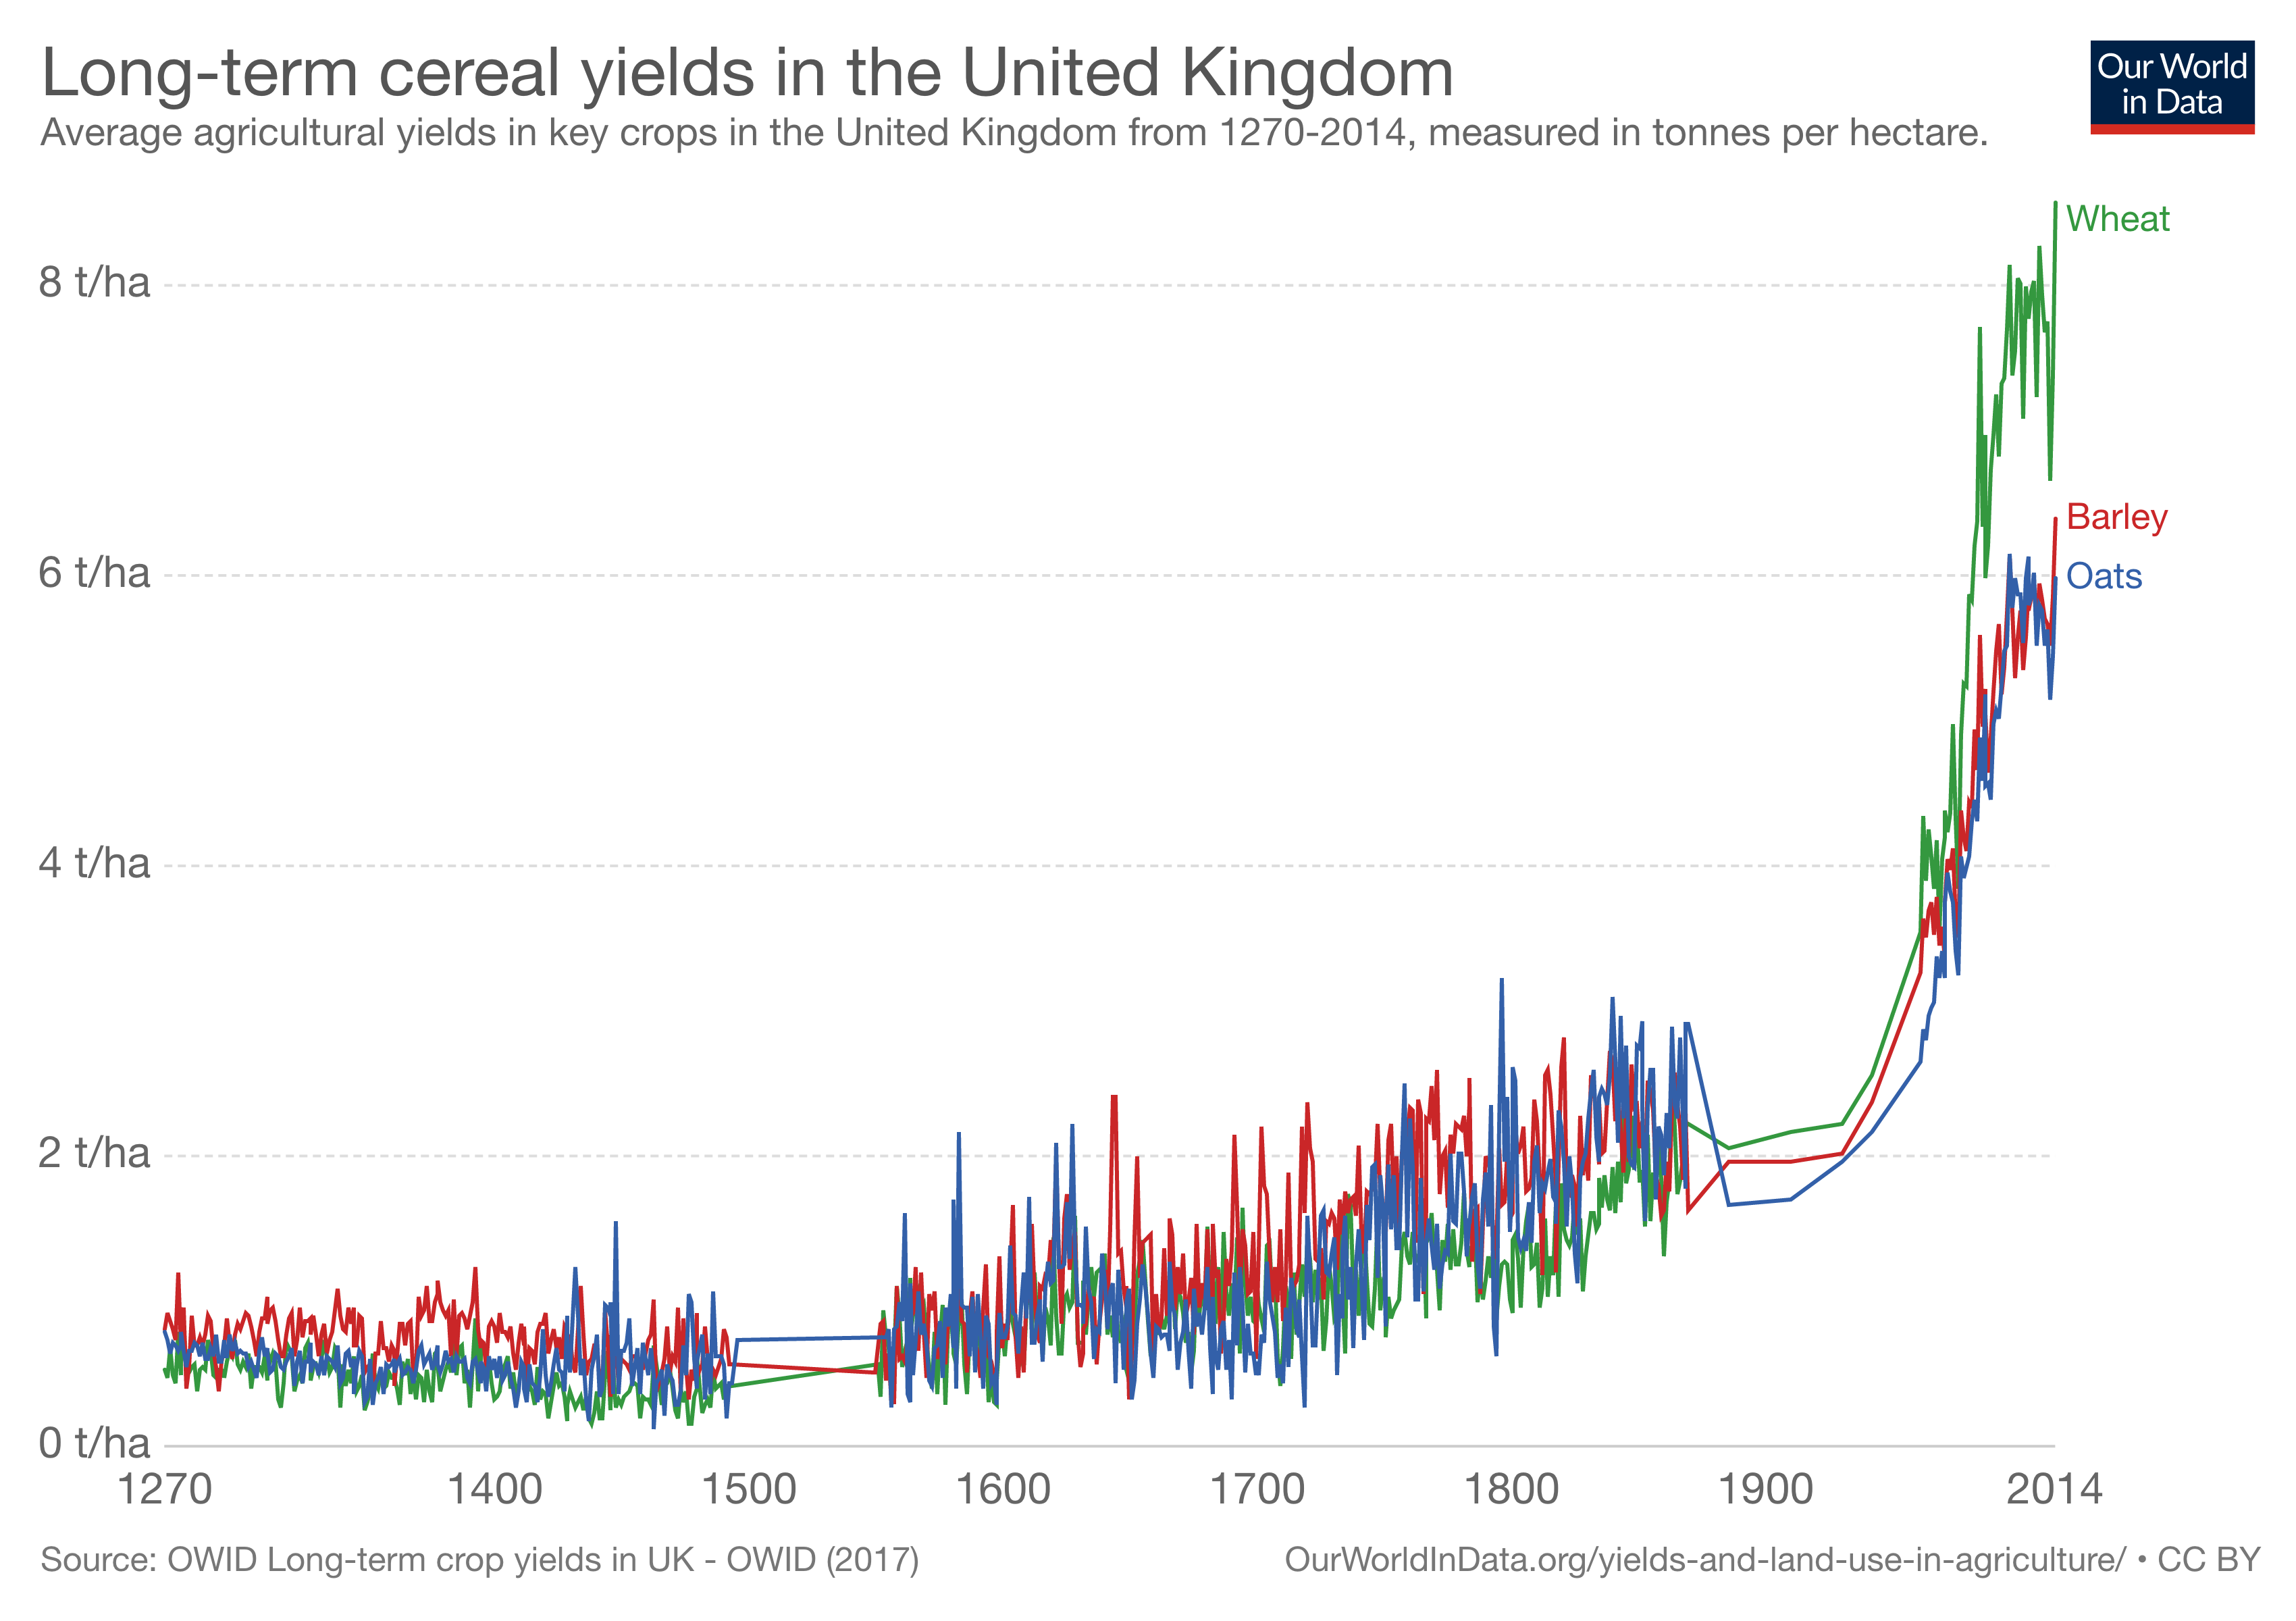 Long-term cereal yields in the United Kingdom
Average agricultural yields in key crops in the United Kingdom from 1270-2014, measured in tonnes per hectare.
Our World
in Data
Wheat
8 t/ha
Barley
6 t/ha
Oats
4 t/ha
2 t/ha
0 t/ha
1270 1400 1500 1600 1700 1800 1900 2014
Source: OWID Long-term crop yields in UK - OWID (2017)
OurWorldInData.org/yields-and-land-use-in-agriculture/ • CC BY